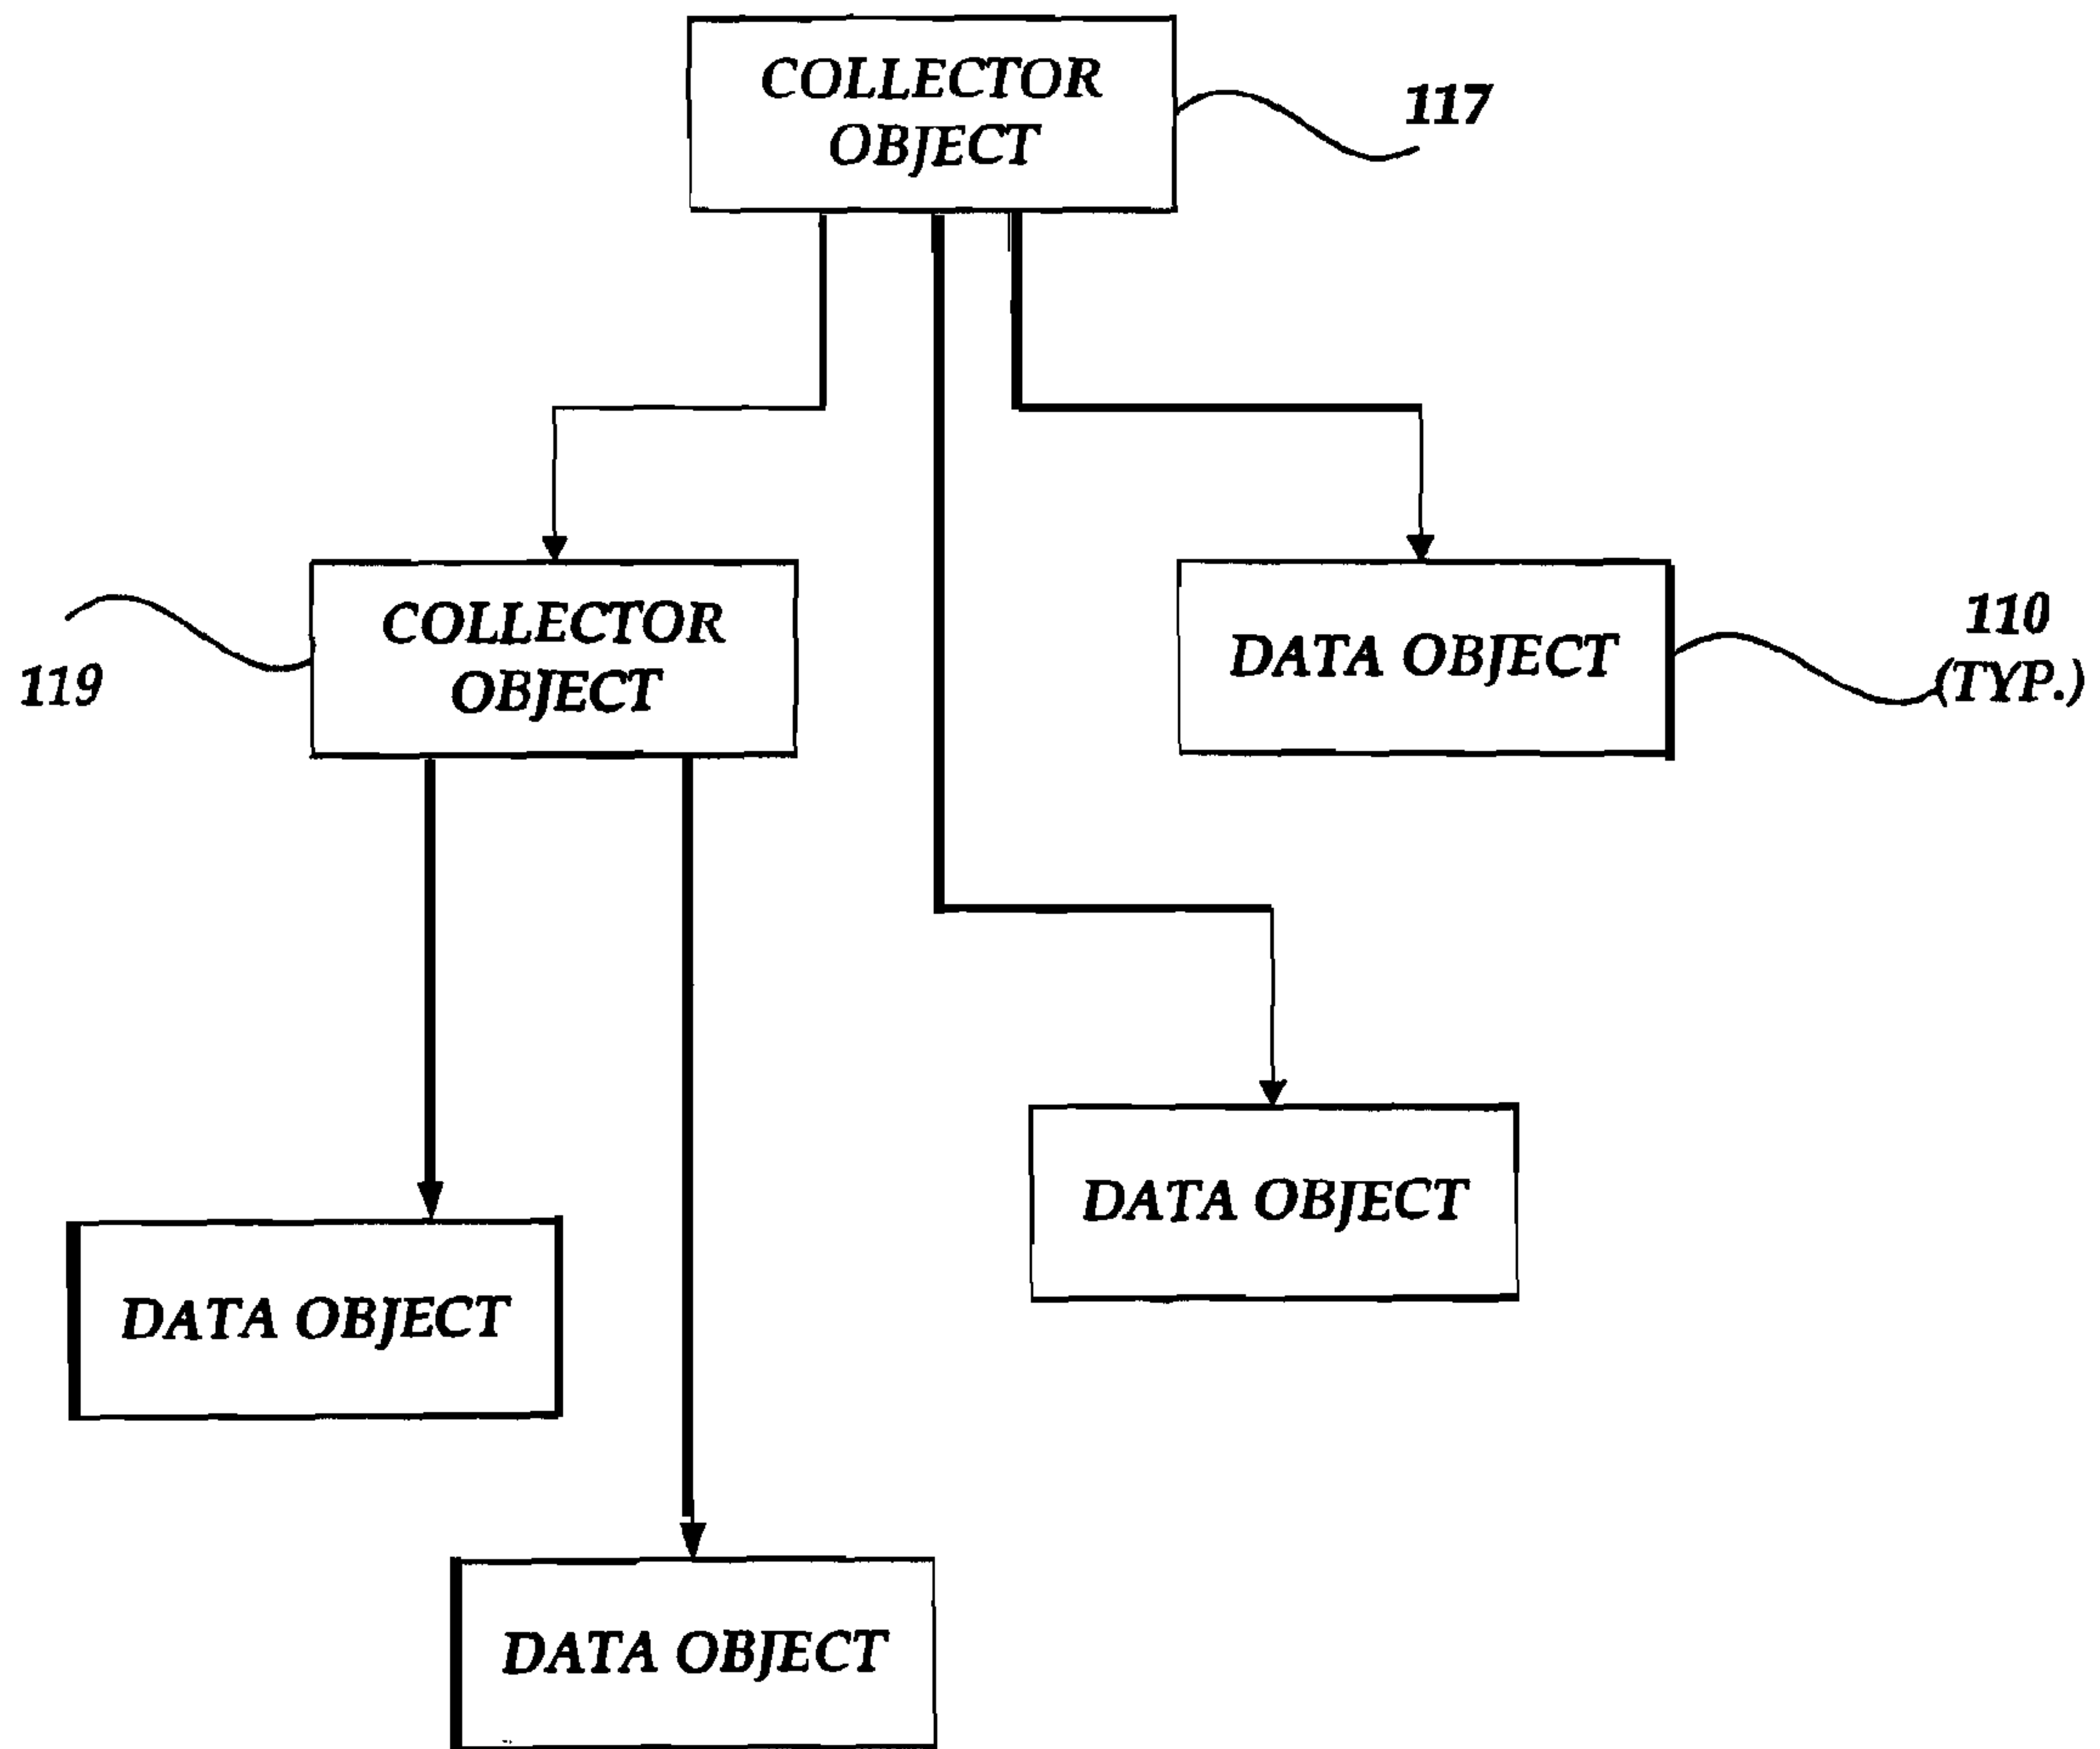 COLLECTOR
OBJECT
117
COLLECTOR
OBJECT
119
DATA OBJECT
110
(TYP.)
DATA OBJECT
DATA OBJECT
DATA OBJECT